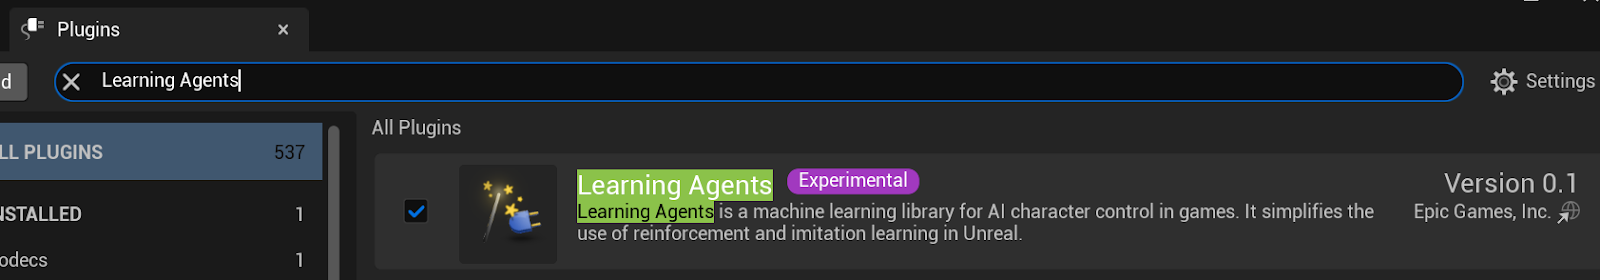 Plugins
d
Learning Agents
Settings
LL PLUGINS 537
NSTALLED 1
odecs 1
All Plugins
Learning Agents Experimental
Version 0.1
Learning Agents is a machine learning library for AI character control in games. It simplifies the
use of reinforcement and imitation learning in Unreal.
Epic Games, Inc.